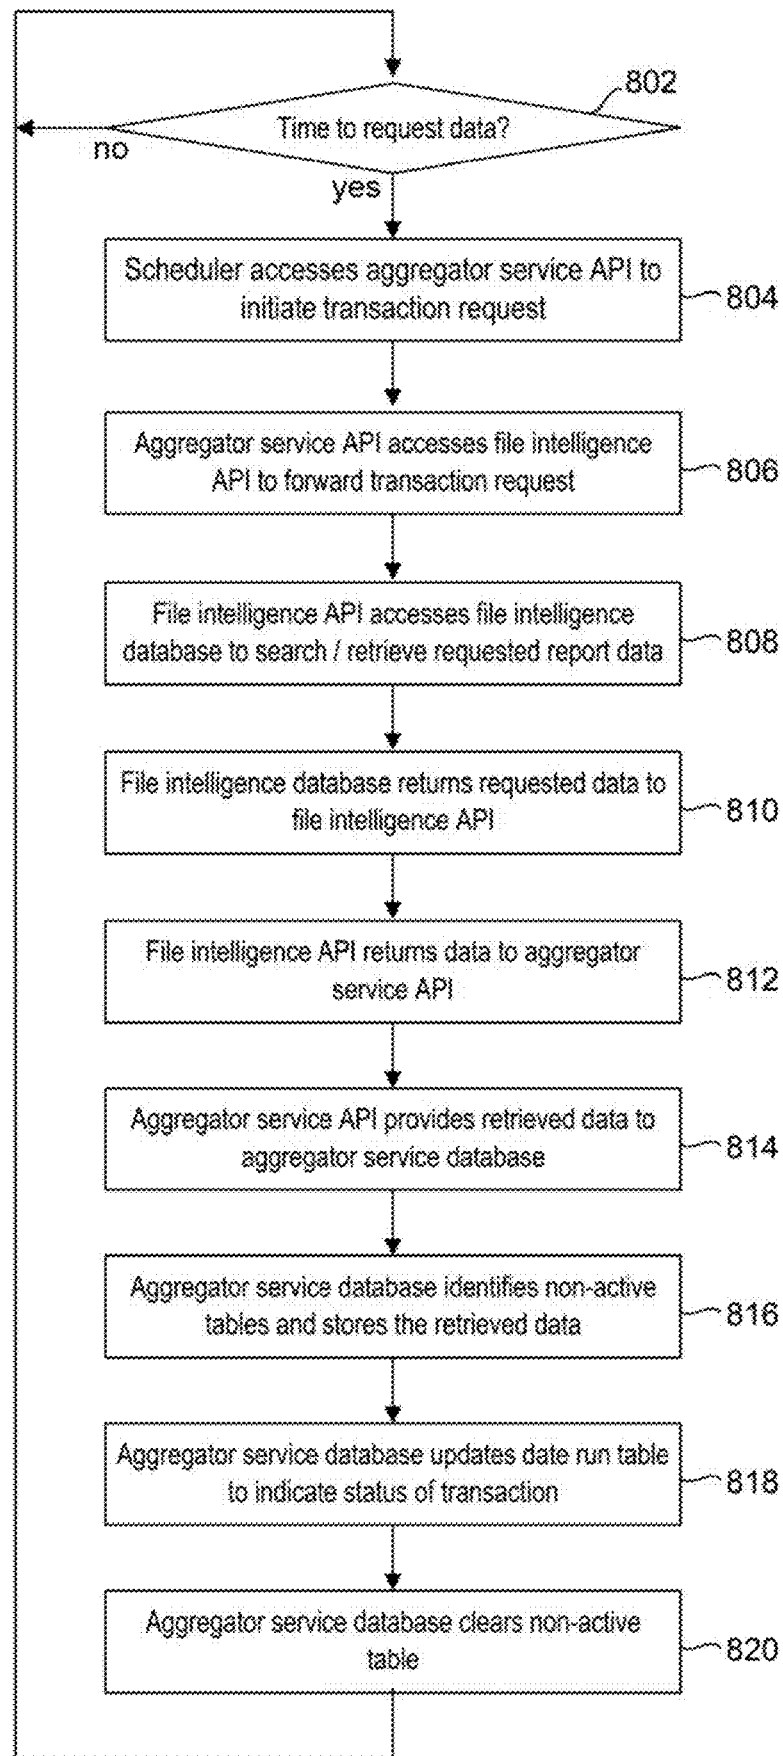 802
Time to request data?
no
yes
Scheduler accesses aggregator service API to
initiate transaction request
804
Aggregator service API accesses file intelligence
API to forward transaction request
806
File intelligence API accesses file intelligence
database to search / retrieve requested report data
808
File intelligence database returns requested data to
file intelligence API
810
File intelligence API returns data to aggregator
service API
812
Aggregator service API provides retrieved data to
aggregator service database
814
Aggregator service database identifies non-active
tables and stores the retrieved data
816
Aggregator service database updates date run table
to indicate status of transaction
818
Aggregator service database clears non-active
table
820